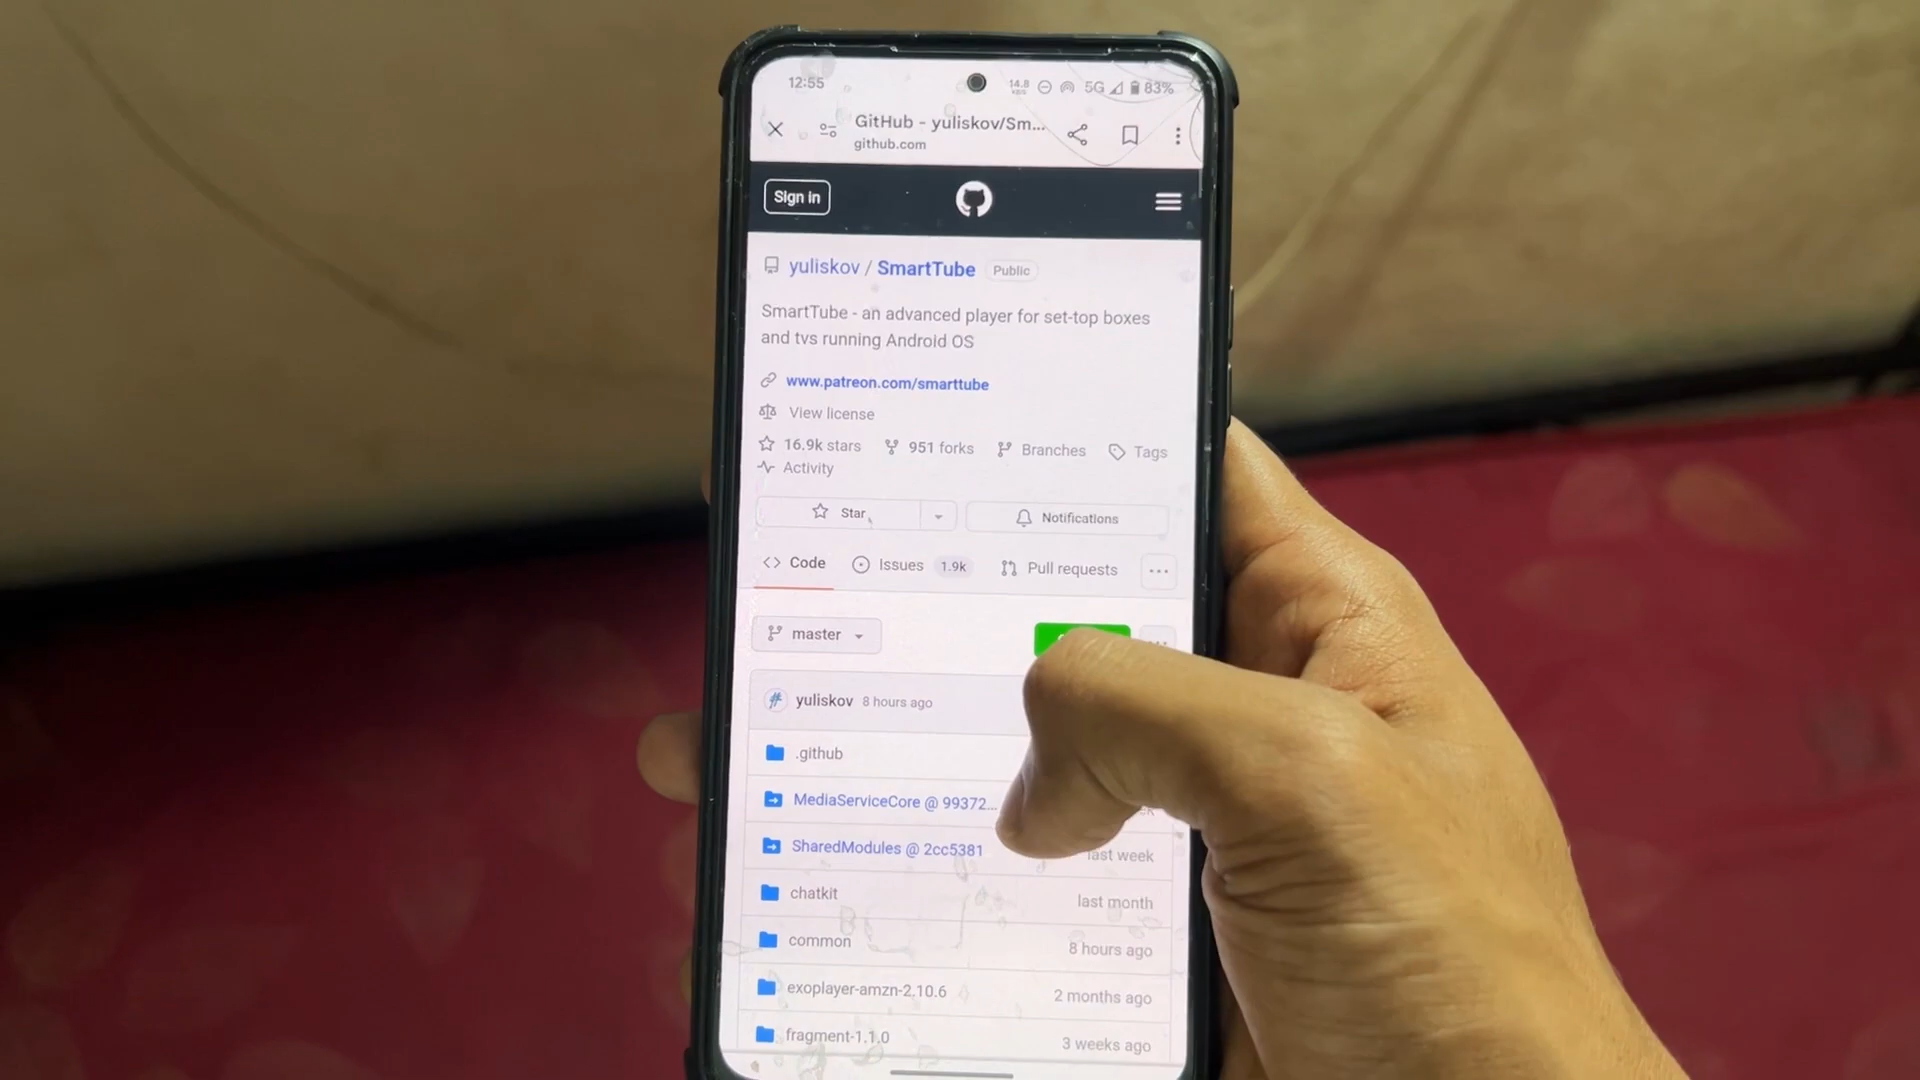 12:55
14.8
5G 83%
GitHub - yuliskov/Sm...
github.com
Sign in
yuliskov / SmartTube Public
SmartTube - an advanced player for set-top boxes
and tvs running Android OS
www.patreon.com/smarttube
View license
16.9k stars 951 forks Branches Tags
Activity
Star Notifications
Code Issues 1.9k Pull requests ...
master
yuliskov 8 hours ago
.github
MediaServiceCore @ 99372...
SharedModules @ 2cc5381 last week
chatkit last month
common 8 hours ago
exoplayer-amzn-2.10.6 2 months ago
fragment-1.1.0 3 weeks ago